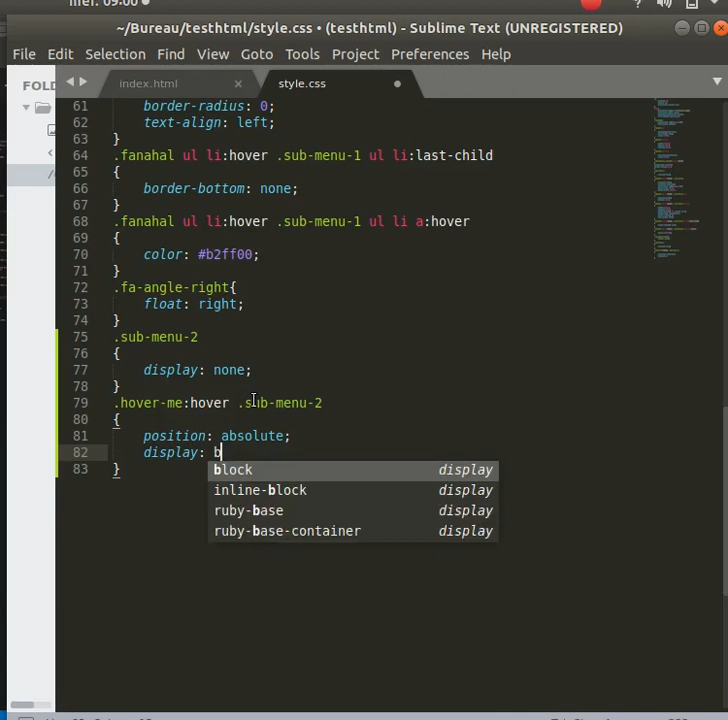 mer. 09:00
~/Bureau/testhtml/style.css • (testhtml) - Sublime Text (UNREGISTERED)
File Edit Selection Find View Goto Tools Project Preferences Help
FOLD
index.html × style.css
61 border-radius: 0;
62 text-align: left;
63 }
64 .fanahal ul li:hover .sub-menu-1 ul li:last-child
65 {
66 border-bottom: none;
67 }
68 .fanahal ul li:hover .sub-menu-1 ul li a:hover
69 {
70 color: #b2ff00;
71 }
72 .fa-angle-right{
73 float: right;
74 }
75 .sub-menu-2
76 {
77 display: none;
78 }
79 .hover-me:hover .sub-menu-2
80 {
81 position: absolute;
82 display: b
83 }
block display
inline-block display
ruby-base display
ruby-base-container display